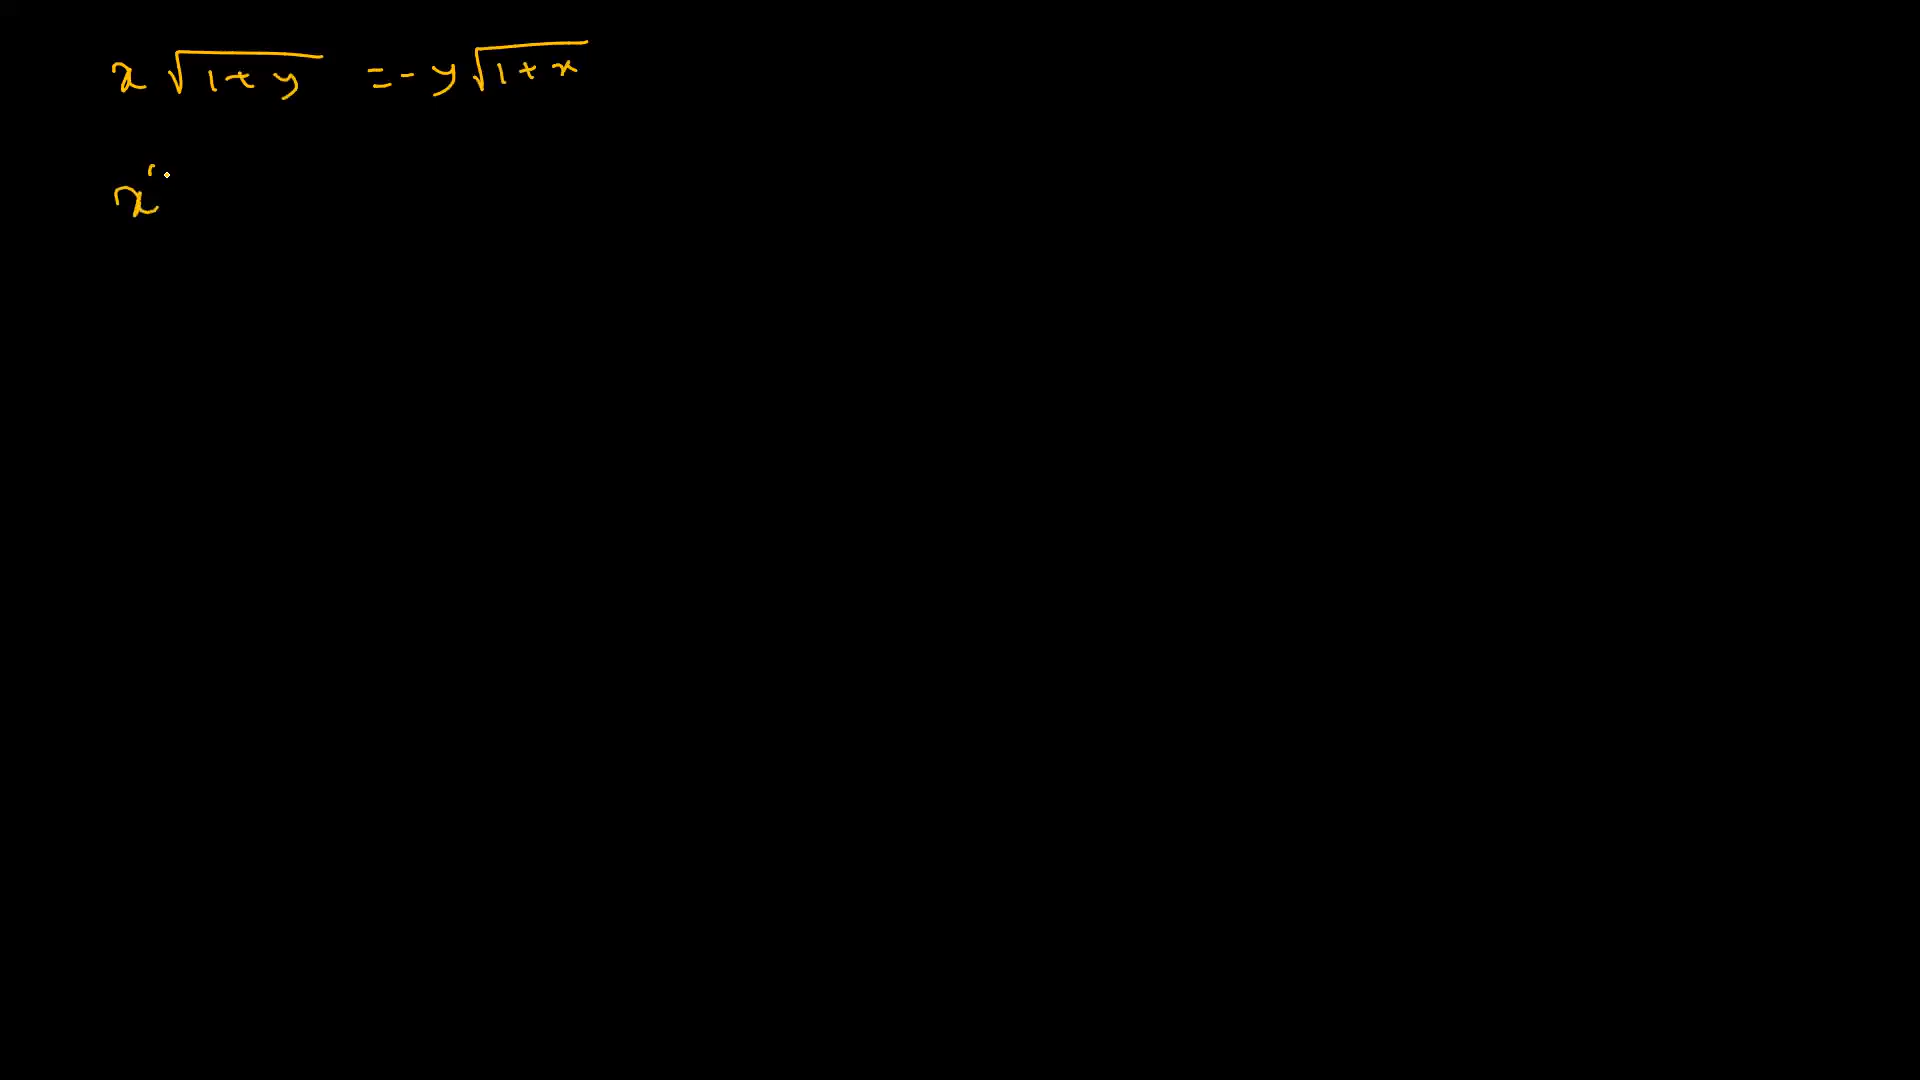 x √(1+y) = - y √(1+x)
x